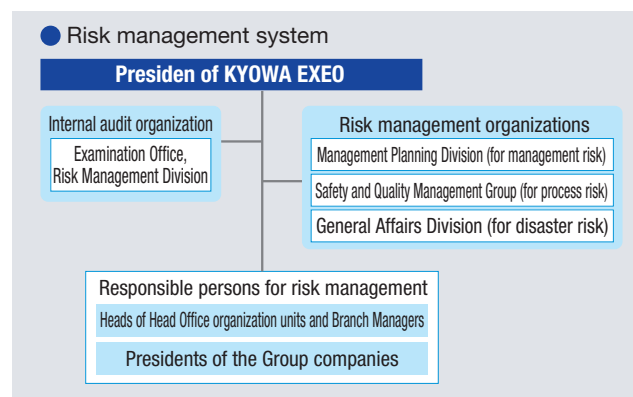 Risk management system
Presiden of KYOWA EXEO
Internal audit organization
Examination Office,
Risk Management Division
Risk management organizations
Management Planning Division (for management risk)
Safety and Quality Management Group (for process risk)
General Affairs Division (for disaster risk)
Responsible persons for risk management
Heads of Head Office organization units and Branch Managers
Presidents of the Group companies